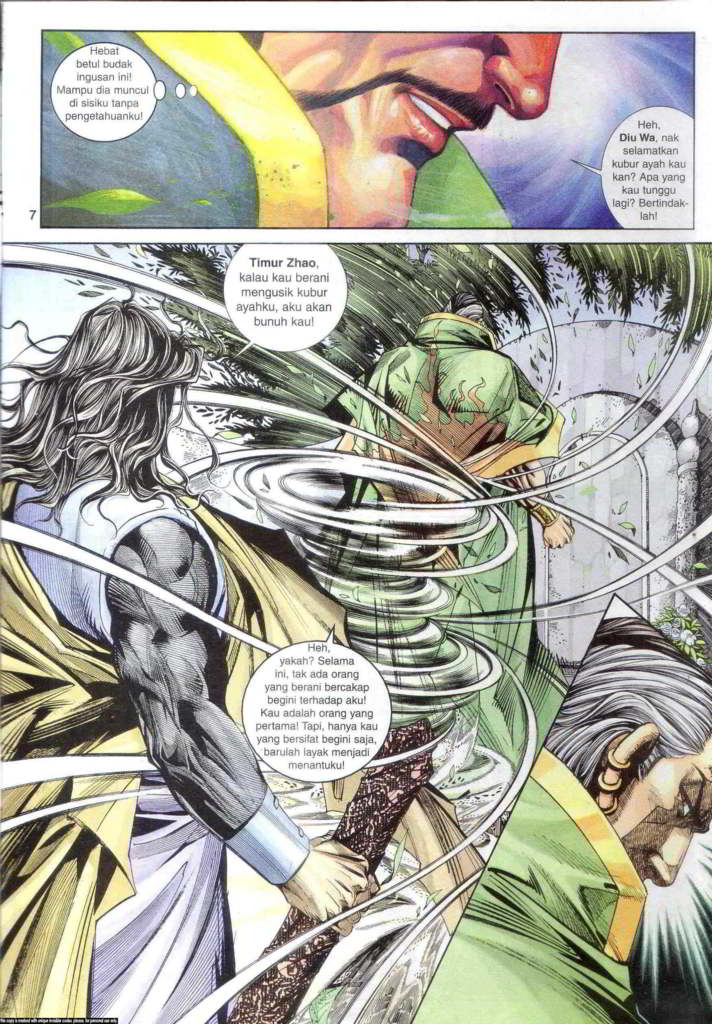 Hebat
betul budak
ingusan ini!
Mampu dia muncul
di sisiku tanpa
pengetahuanku!
Heh,
Diu Wa, nak
selamatkan
kubur ayah kau
kan? Apa yang
kau tunggu
lagi? Bertindak-
lah!
7
Timur Zhao,
kalau kau berani
mengusik kubur
ayahku, aku akan
bunuh kau!
Heh,
yakah? Selama
ini, tak ada orang
yang berani bercakap
begini terhadap aku!
Kau adalah orang yang
pertama! Tapi, hanya kau
yang bersifat begini saja,
barulah layak menjadi
menantuku!